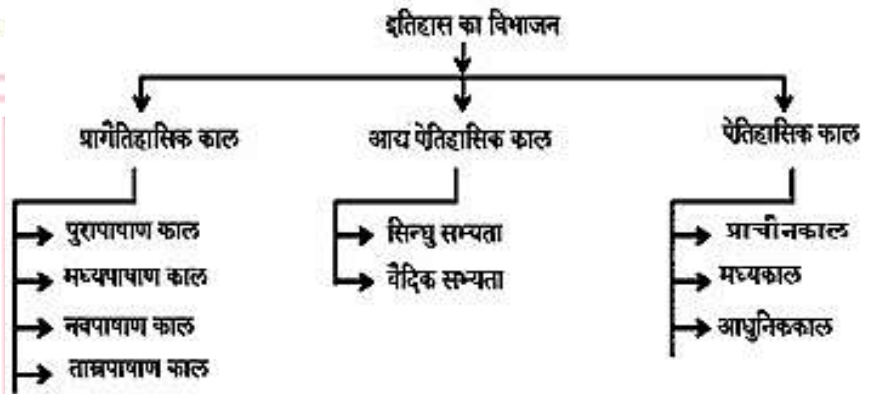 इतिहास का विभाजन
प्रागैतिहासिक काल
आद्य ऐतिहासिक काल
ऐतिहासिक काल
पुरापाषाण काल
मध्यपाषाण काल
नवपाषाण काल
ताम्रपाषाण काल
सिन्धु सभ्यता
वैदिक सभ्यता
प्राचीनकाल
मध्यकाल
आधुनिककाल